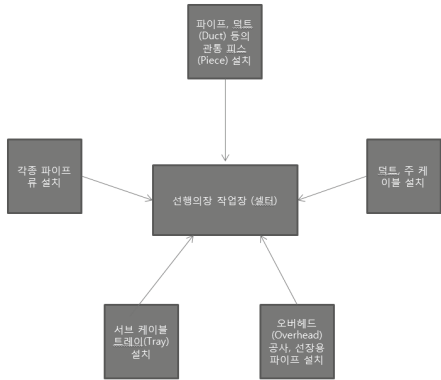 파이프, 덕트
(Duct) 등의
관통 피스
(Piece) 설치
각종 파이프
류 설치
선행의장 작업장 (쉘터)
덕트, 주 케
이블 설치
서브 케이블
트레이(Tray)
설치
오버헤드
(Overhead)
공사, 선장용
파이프 설치